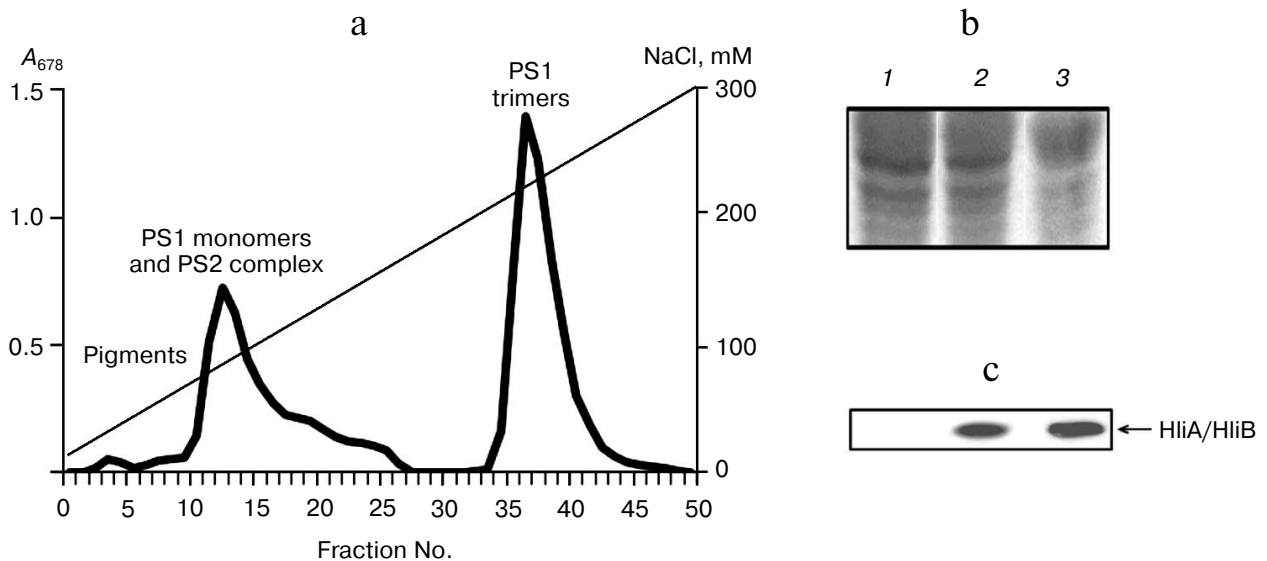 a
A678
NaCl, mM
1.5
1.0
0.5
0
300
200
100
0
PS1
trimers
PS1 monomers
and PS2 complex
Pigments
0 5 10 15 20 25 30 35 40 45 50
Fraction No.
b
1 2 3
c
HliA/HliB